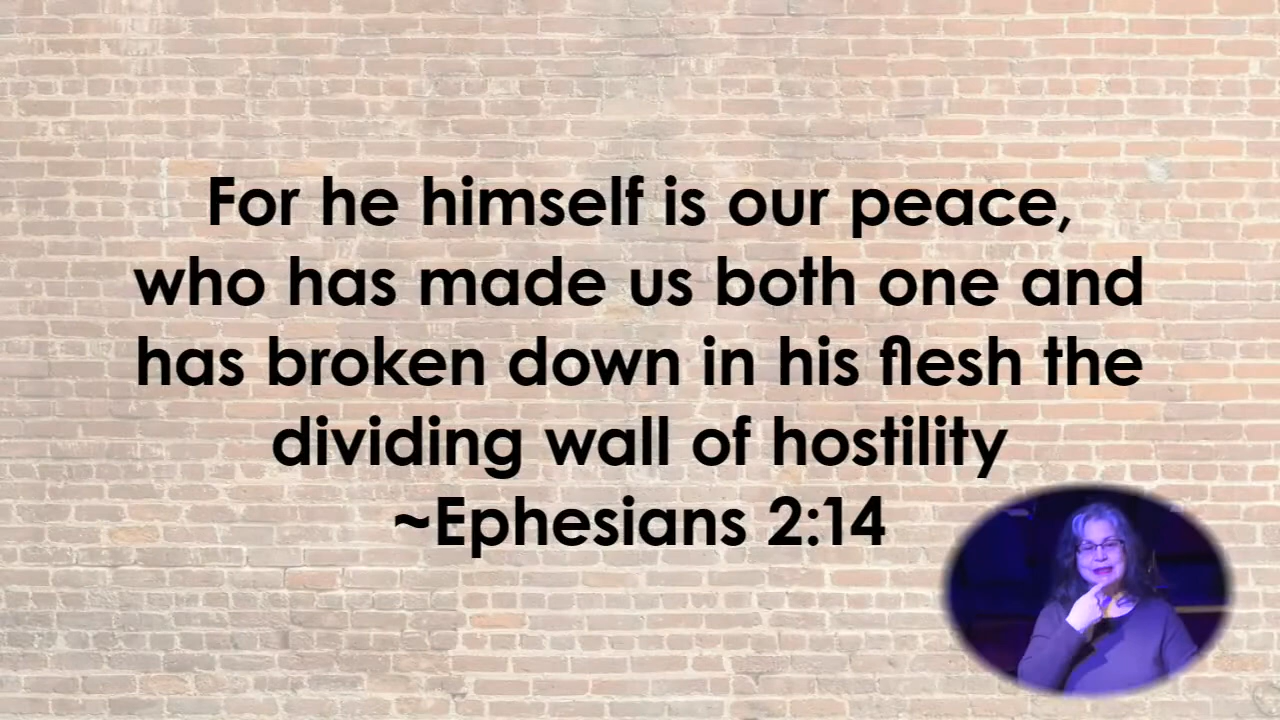 For he himself is our peace,
who has made us both one and
has broken down in his flesh the
dividing wall of hostility
~Ephesians 2:14